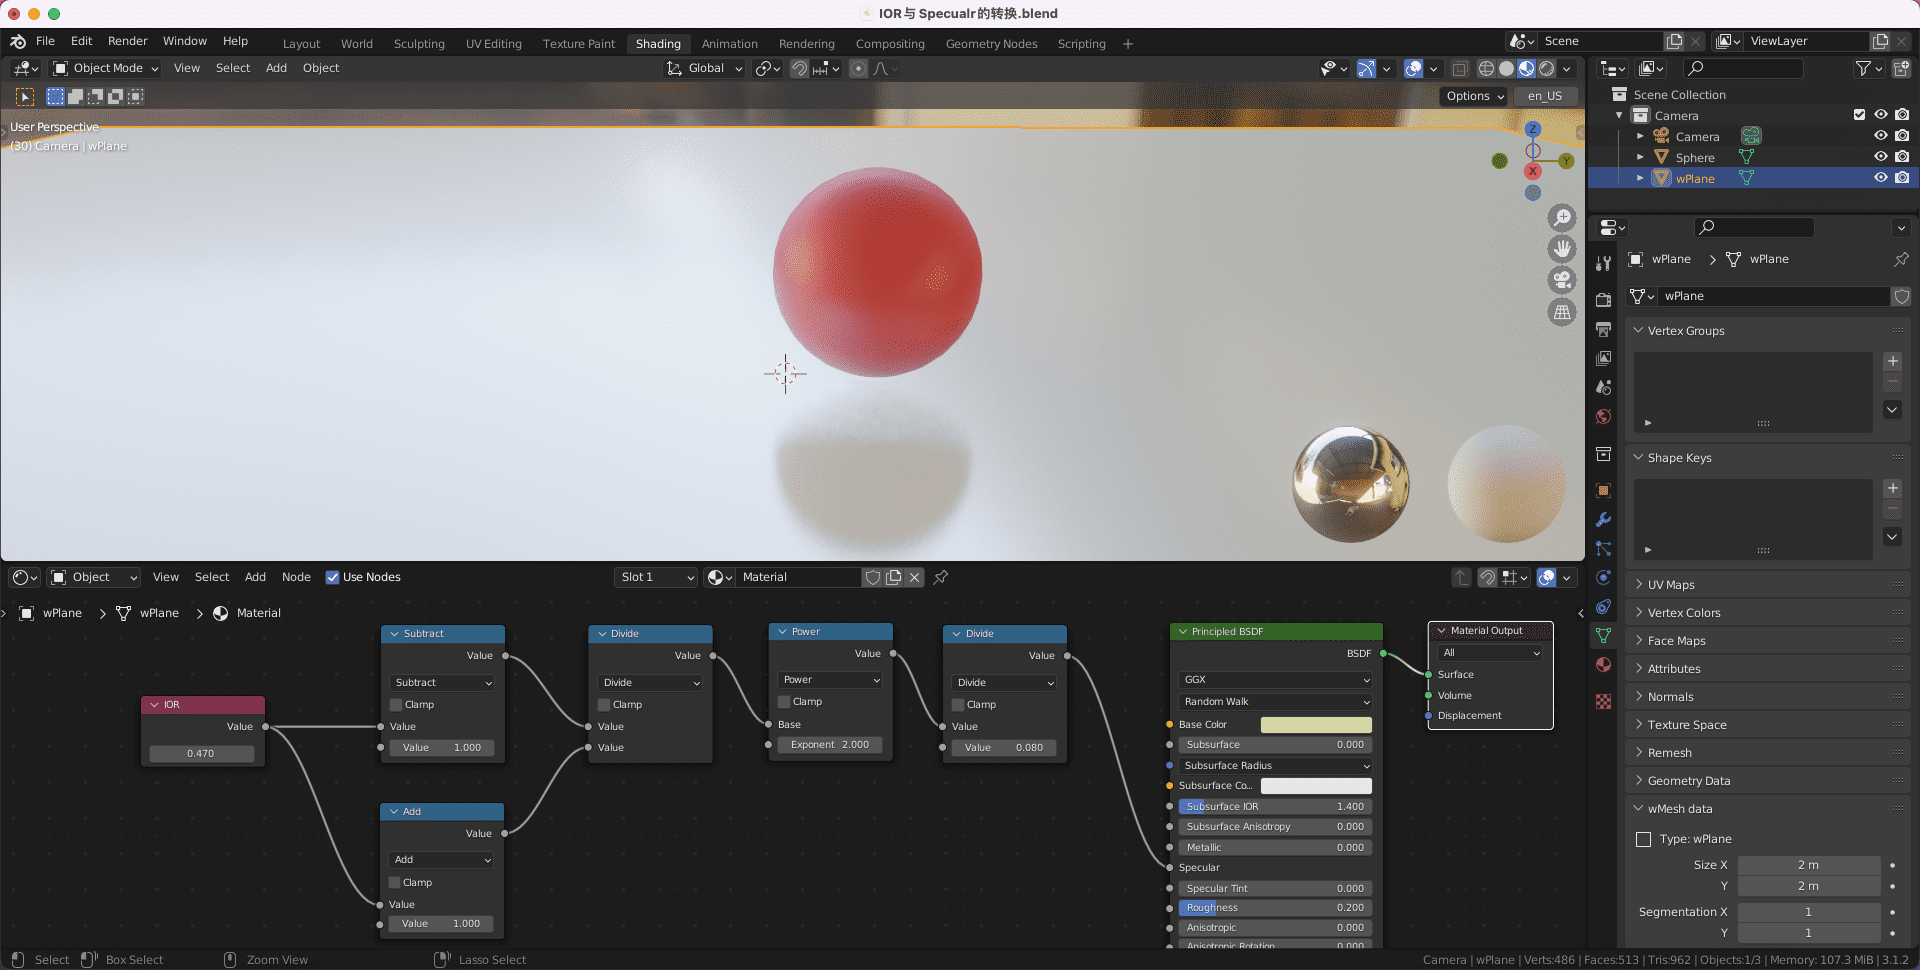 IOR与 Specualr的转换.blend
File Edit Render Window Help
Layout World Sculpting UV Editing Texture Paint Shading Animation Rendering Compositing Geometry Nodes Scripting +
Scene
ViewLayer
Object Mode View Select Add Object
Global
Options en_US
User Perspective
(30) Camera | wPlane
Z
Y
X
Scene Collection
Camera
Camera
Sphere
wPlane
wPlane > wPlane
wPlane
Vertex Groups
Shape Keys
UV Maps
Vertex Colors
Face Maps
Attributes
Normals
Texture Space
Remesh
Geometry Data
wMesh data
Type: wPlane
Size X 2 m
Y 2 m
Segmentation X 1
Y 1
Object View Select Add Node Use Nodes
Slot 1
Material
wPlane > wPlane > Material
IOR
Value
0.470
Subtract
Value
Subtract
Clamp
Value
Value 1.000
Add
Value
Add
Clamp
Value
Value 1.000
Divide
Value
Divide
Clamp
Value
Value
Power
Value
Power
Clamp
Base
Exponent 2.000
Divide
Value
Divide
Clamp
Value
Value 0.080
Principled BSDF
BSDF
GGX
Random Walk
Base Color
Subsurface 0.000
Subsurface Radius
Subsurface Co...
Subsurface IOR 1.400
Subsurface Anisotropy 0.000
Metallic 0.000
Specular
Specular Tint 0.000
Roughness 0.200
Anisotropic 0.000
Anisotropic Rotation 0.000
Material Output
All
Surface
Volume
Displacement
Select Box Select Zoom View Lasso Select
Camera | wPlane | Verts:486 | Faces:513 | Tris:962 | Objects:1/3 | Memory: 107.3 MiB | 3.1.2